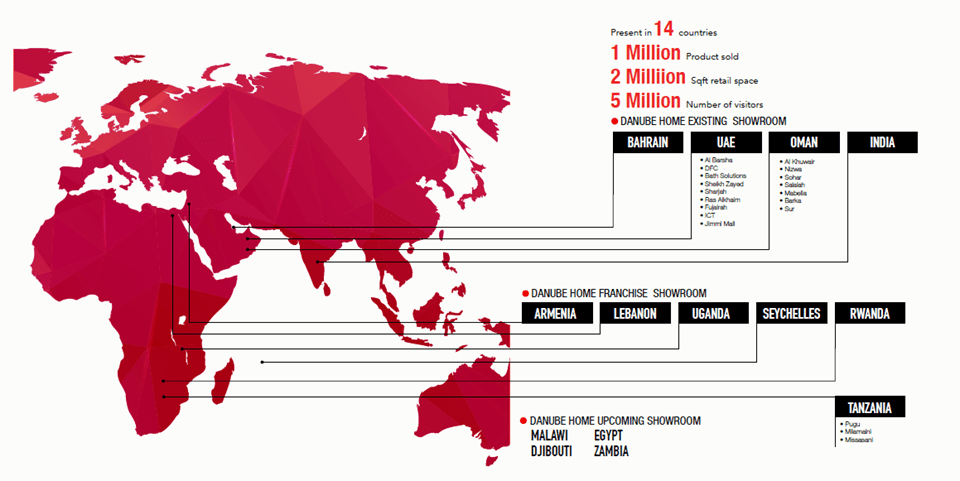 Present in 14 countries
1 Million Product sold
2 Milliion Sqft retail space
5 Million Number of visitors
DANUBE HOME EXISTING SHOWROOM
BAHRAIN
UAE
• Al Barsha
• DFC
• Bath Solutions
• Sheikh Zayed
• Sharjah
• Ras Alkhaim
• Fujairah
• ICT
• Jimmi Mall
OMAN
• Al Khuwair
• Nizwa
• Sohar
• Salalah
• Mabella
• Barka
• Sur
INDIA
DANUBE HOME FRANCHISE SHOWROOM
ARMENIA
LEBANON
UGANDA
SEYCHELLES
RWANDA
TANZANIA
• Pugu
• Mlamani
• Missasani
DANUBE HOME UPCOMING SHOWROOM
MALAWI EGYPT
DJIBOUTI ZAMBIA